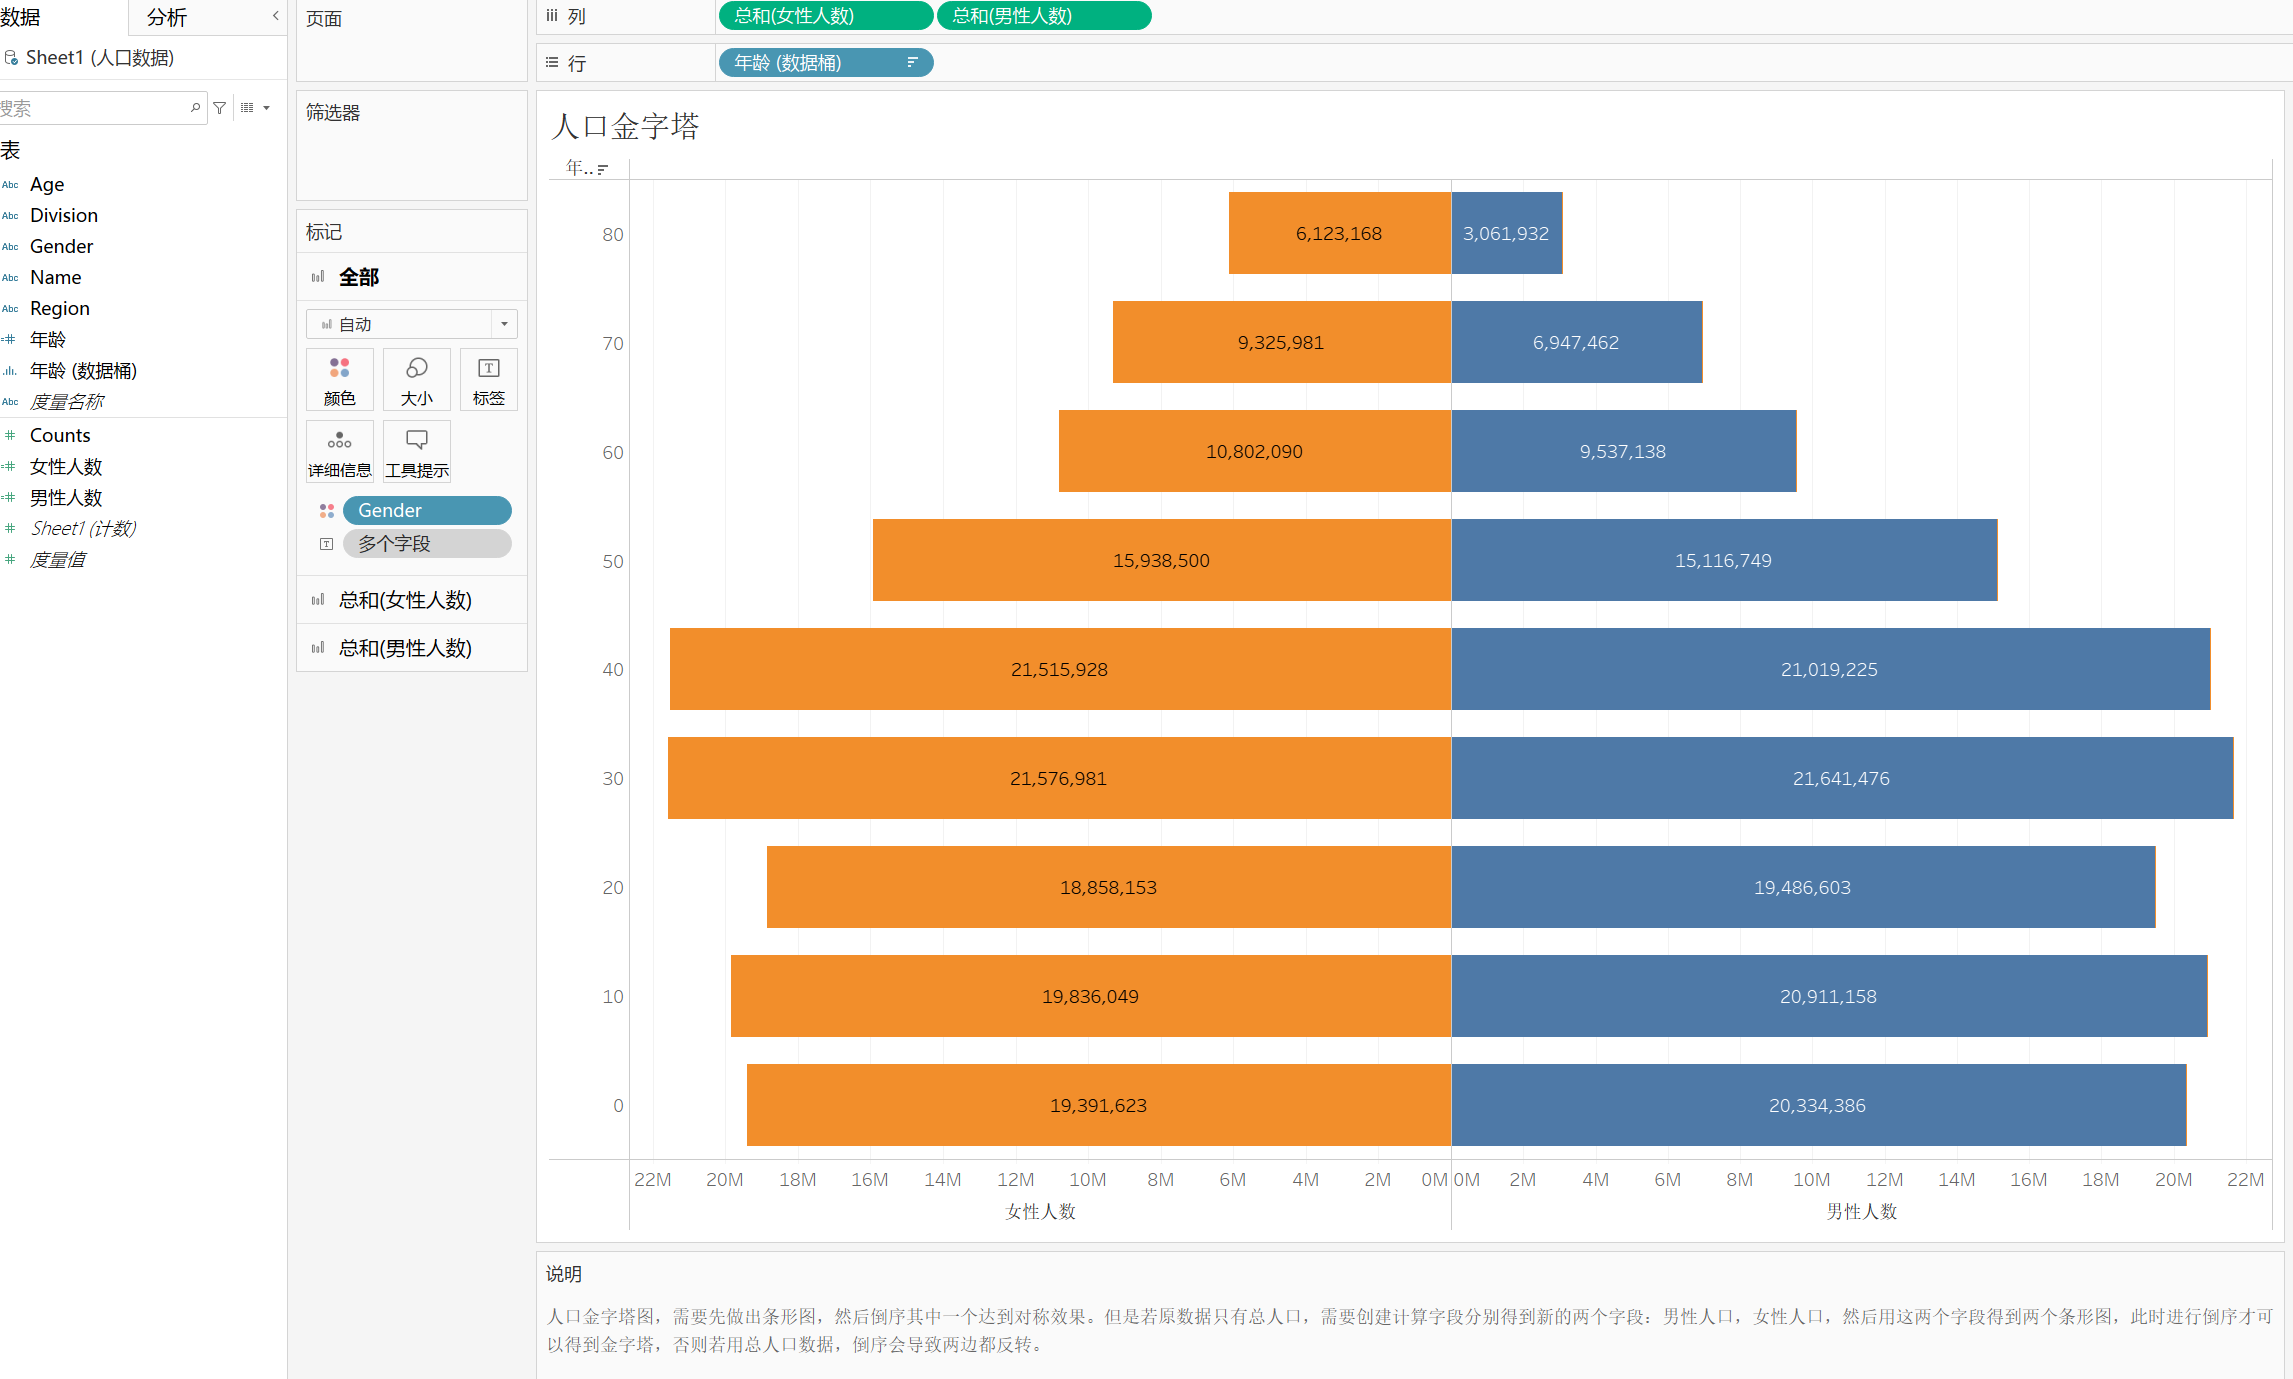 数据
分析
Sheet1 (人口数据)
搜索
表
Abc Age
Abc Division
Abc Gender
Abc Name
Abc Region
年龄
年龄 (数据桶)
Abc 度量名称
Counts
女性人数
男性人数
Sheet1 (计数)
度量值
页面
筛选器
标记
全部
自动
颜色
大小
标签
详细信息
工具提示
Gender
多个字段
总和(女性人数)
总和(男性人数)
列
总和(女性人数)
总和(男性人数)
行
年龄 (数据桶)
人口金字塔
年..
80 6,123,168 3,061,932
70 9,325,981 6,947,462
60 10,802,090 9,537,138
50 15,938,500 15,116,749
40 21,515,928 21,019,225
30 21,576,981 21,641,476
20 18,858,153 19,486,603
10 19,836,049 20,911,158
0 19,391,623 20,334,386
22M 20M 18M 16M 14M 12M 10M 8M 6M 4M 2M 0M 0M 2M 4M 6M 8M 10M 12M 14M 16M 18M 20M 22M
女性人数 男性人数
说明
人口金字塔图，需要先做出条形图，然后倒序其中一个达到对称效果。但是若原数据只有总人口，需要创建计算字段分别得到新的两个字段：男性人口，女性人口，然后用这两个字段得到两个条形图，此时进行倒序才可
以得到金字塔，否则若用总人口数据，倒序会导致两边都反转。